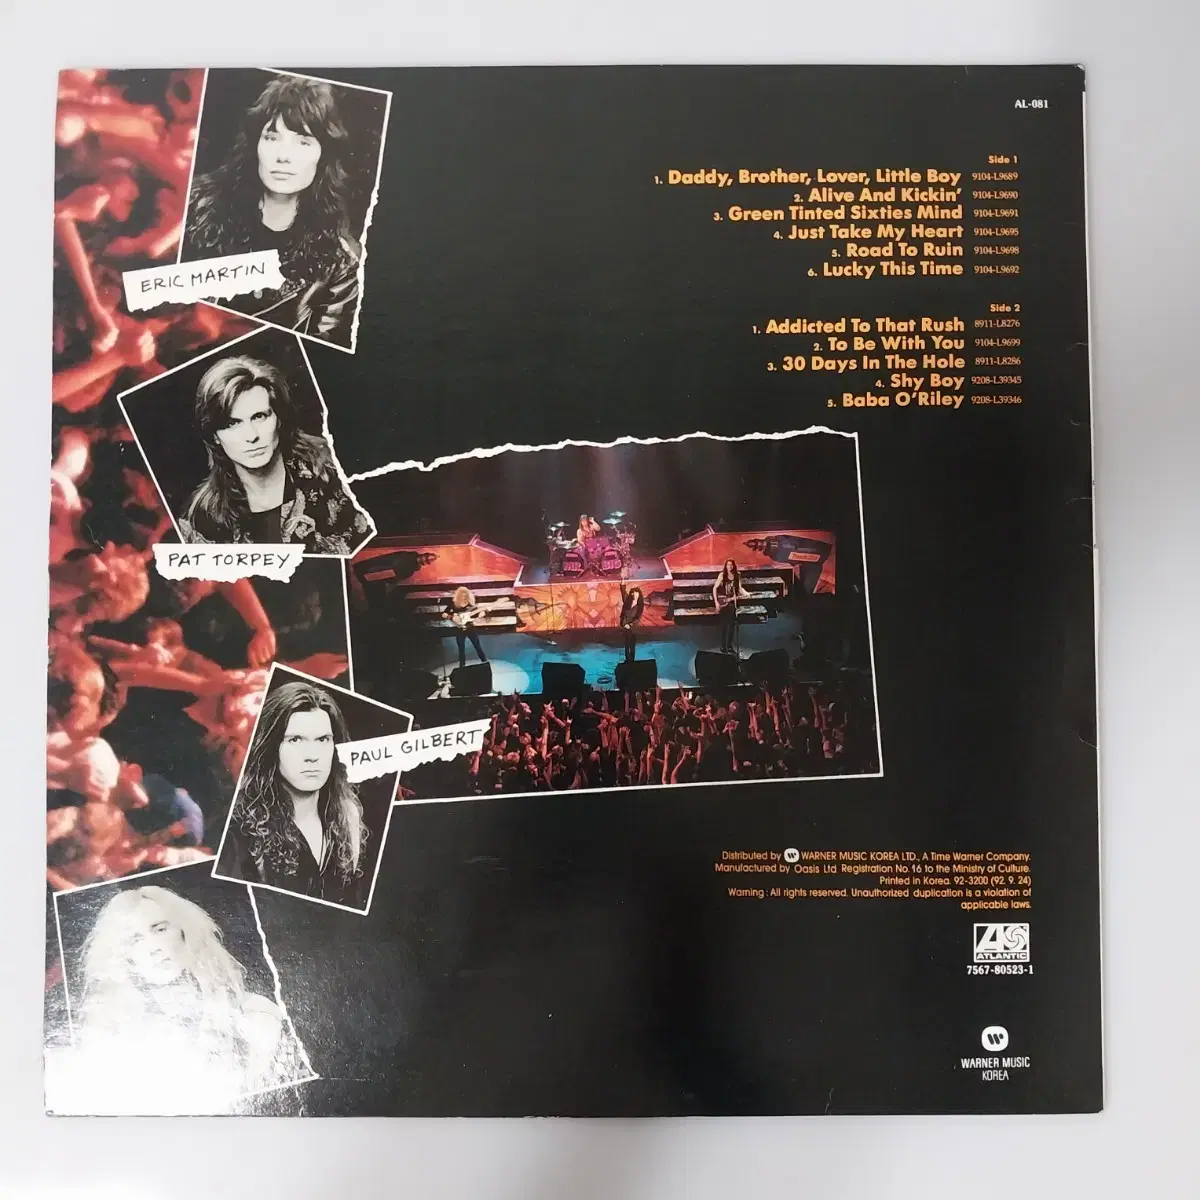 AL-081
Side 1
1. Daddy, Brother, Lover, Little Boy 9104-L9689
2. Alive And Kickin' 9104-L9690
3. Green Tinted Sixties Mind 9104-L9691
4. Just Take My Heart 9104-L9695
5. Road To Ruin 9104-L9698
6. Lucky This Time 9104-L9692
Side 2
1. Addicted To That Rush 8911-L8276
2. To Be With You 9104-L9699
3. 30 Days In The Hole 8911-L8286
4. Shy Boy 9208-L39345
5. Baba O'Riley 9208-L39346
ERIC MARTIN
PAT TORPEY
MR. BIG
PAUL GILBERT
Distributed by WARNER MUSIC KOREA LTD., A Time Warner Company.
Manufactured by Oasis Ltd Registration No. 16 to the Ministry of Culture.
Printed in Korea. 92-3200 (92. 9. 24)
Warning : All rights reserved. Unauthorized duplication is a violation of
applicable laws.
ATLANTIC
7567-80523-1
WARNER MUSIC
KOREA